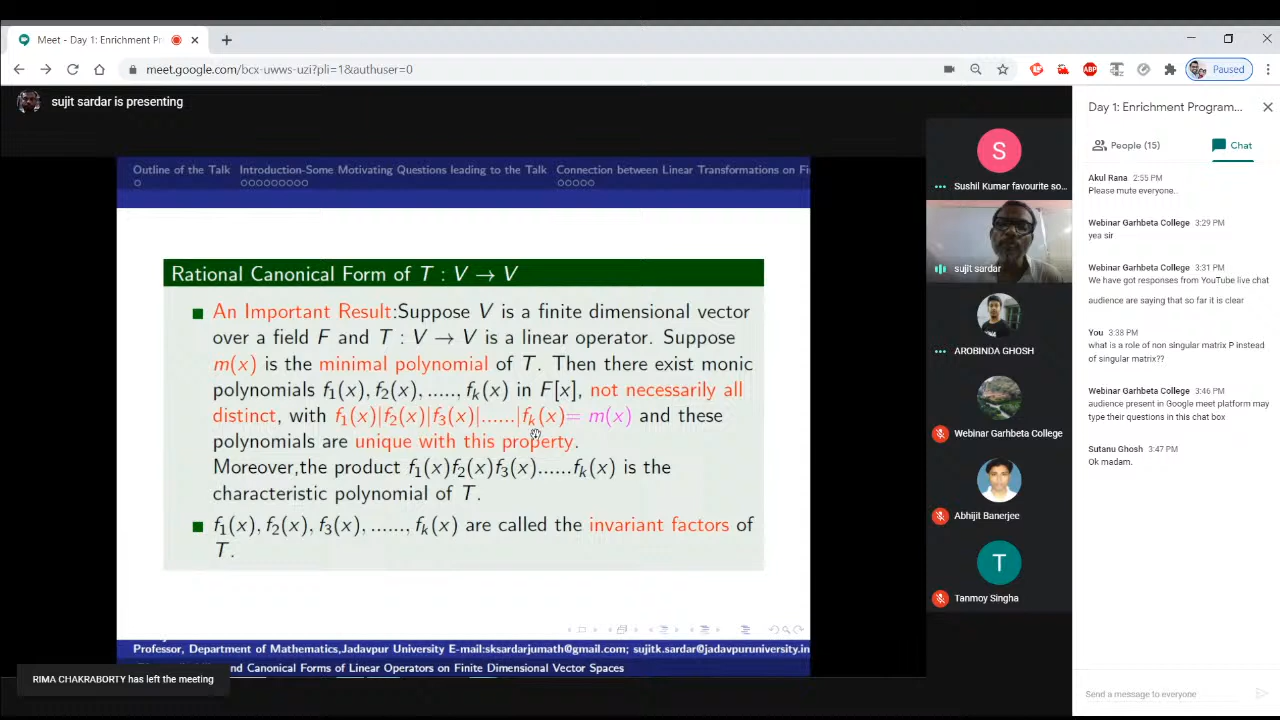 Meet - Day 1: Enrichment Pr
meet.google.com/bcx-uwws-uzi?pli=1&authuser=0
ABP
Paused
sujit sardar is presenting
Outline of the Talk Introduction-Some Motivating Questions leading to the Talk Connection between Linear Transformations on Fi
Rational Canonical Form of T : V → V
An Important Result:Suppose V is a finite dimensional vector
over a field F and T : V → V is a linear operator. Suppose
m(x) is the minimal polynomial of T. Then there exist monic
polynomials f₁(x), f₂(x), ....., fₖ(x) in F[x], not necessarily all
distinct, with f₁(x)|f₂(x)|f₃(x)|......|fₖ(x)= m(x) and these
polynomials are unique with this property.
Moreover,the product f₁(x)f₂(x)f₃(x)......fₖ(x) is the
characteristic polynomial of T.
f₁(x), f₂(x), f₃(x), ......, fₖ(x) are called the invariant factors of
T.
Professor, Department of Mathematics,Jadavpur University E-mail:sksardarjumath@gmail.com; sujitk.sardar@jadavpuruniversity.in
and Canonical Forms of Linear Operators on Finite Dimensional Vector Spaces
RIMA CHAKRABORTY has left the meeting
S
Sushil Kumar favourite so...
sujit sardar
AROBINDA GHOSH
Webinar Garhbeta College
Abhijit Banerjee
T
Tanmoy Singha
Day 1: Enrichment Program...
People (15)
Chat
Akul Rana 2:55 PM
Please mute everyone..
Webinar Garhbeta College 3:29 PM
yea sir
Webinar Garhbeta College 3:31 PM
We have got responses from YouTube live chat
audience are saying that so far it is clear
You 3:38 PM
what is a role of non singular matrix P instead
of singular matrix??
Webinar Garhbeta College 3:46 PM
audience present in Google meet platform may
type their questions in this chat box
Sutanu Ghosh 3:47 PM
Ok madam.
Send a message to everyone